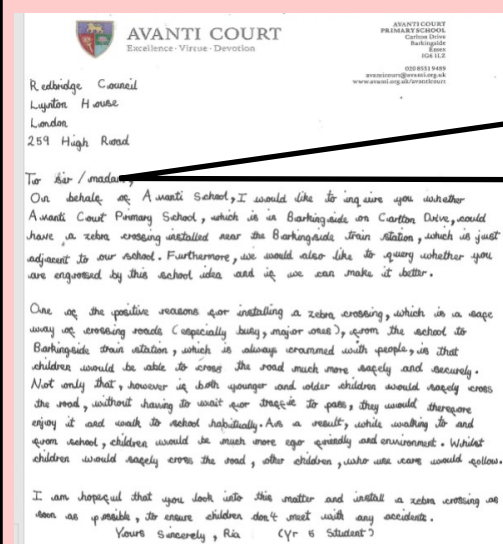 AVANTI COURT
Excellence · Virtue · Devotion
AVANTI COURT
PRIMARY SCHOOL
Carlton Drive
Barkingside
Essex
IG6 1LZ
020 8551 9489
avanticourt@avanti.org.uk
www.avanti.org.uk/avanticourt
Redbridge Council
Lynton House
London
259 High Road
To Sir / madam,
On behale of Avanti School, I would like to inquire you whether
Avanti Court Primary School, which is in Barkingside on Carlton Drive, could
have a zebra crossing installed near the Barkingside train station, which is just
adjacent to our school. Furthermore, we would also like to query whether you
are engrossed by this school idea and if we can make it better.
One of the positive reasons for installing a zebra crossing, which is a safe
way of crossing roads (especially busy, major ones), from the school to
Barkingside train station, which is always crammed with people, is that
children would be able to cross the road much more safely and securely.
Not only that, however if both younger and older children would safely cross
the road, without having to wait for traffic to pass, they would therefore
enjoy it and walk to school habitually. As a result, while walking to and
from school, children would be much more ego friendly and environment. Whilst
children would safely cross the road, other children, who use cars would follow.
I am hopeful that you look into this matter and install a zebra crossing as
soon as possible, to ensure children don't meet with any accidents.
Yours Sincerely, Ria (Yr 5 Student)